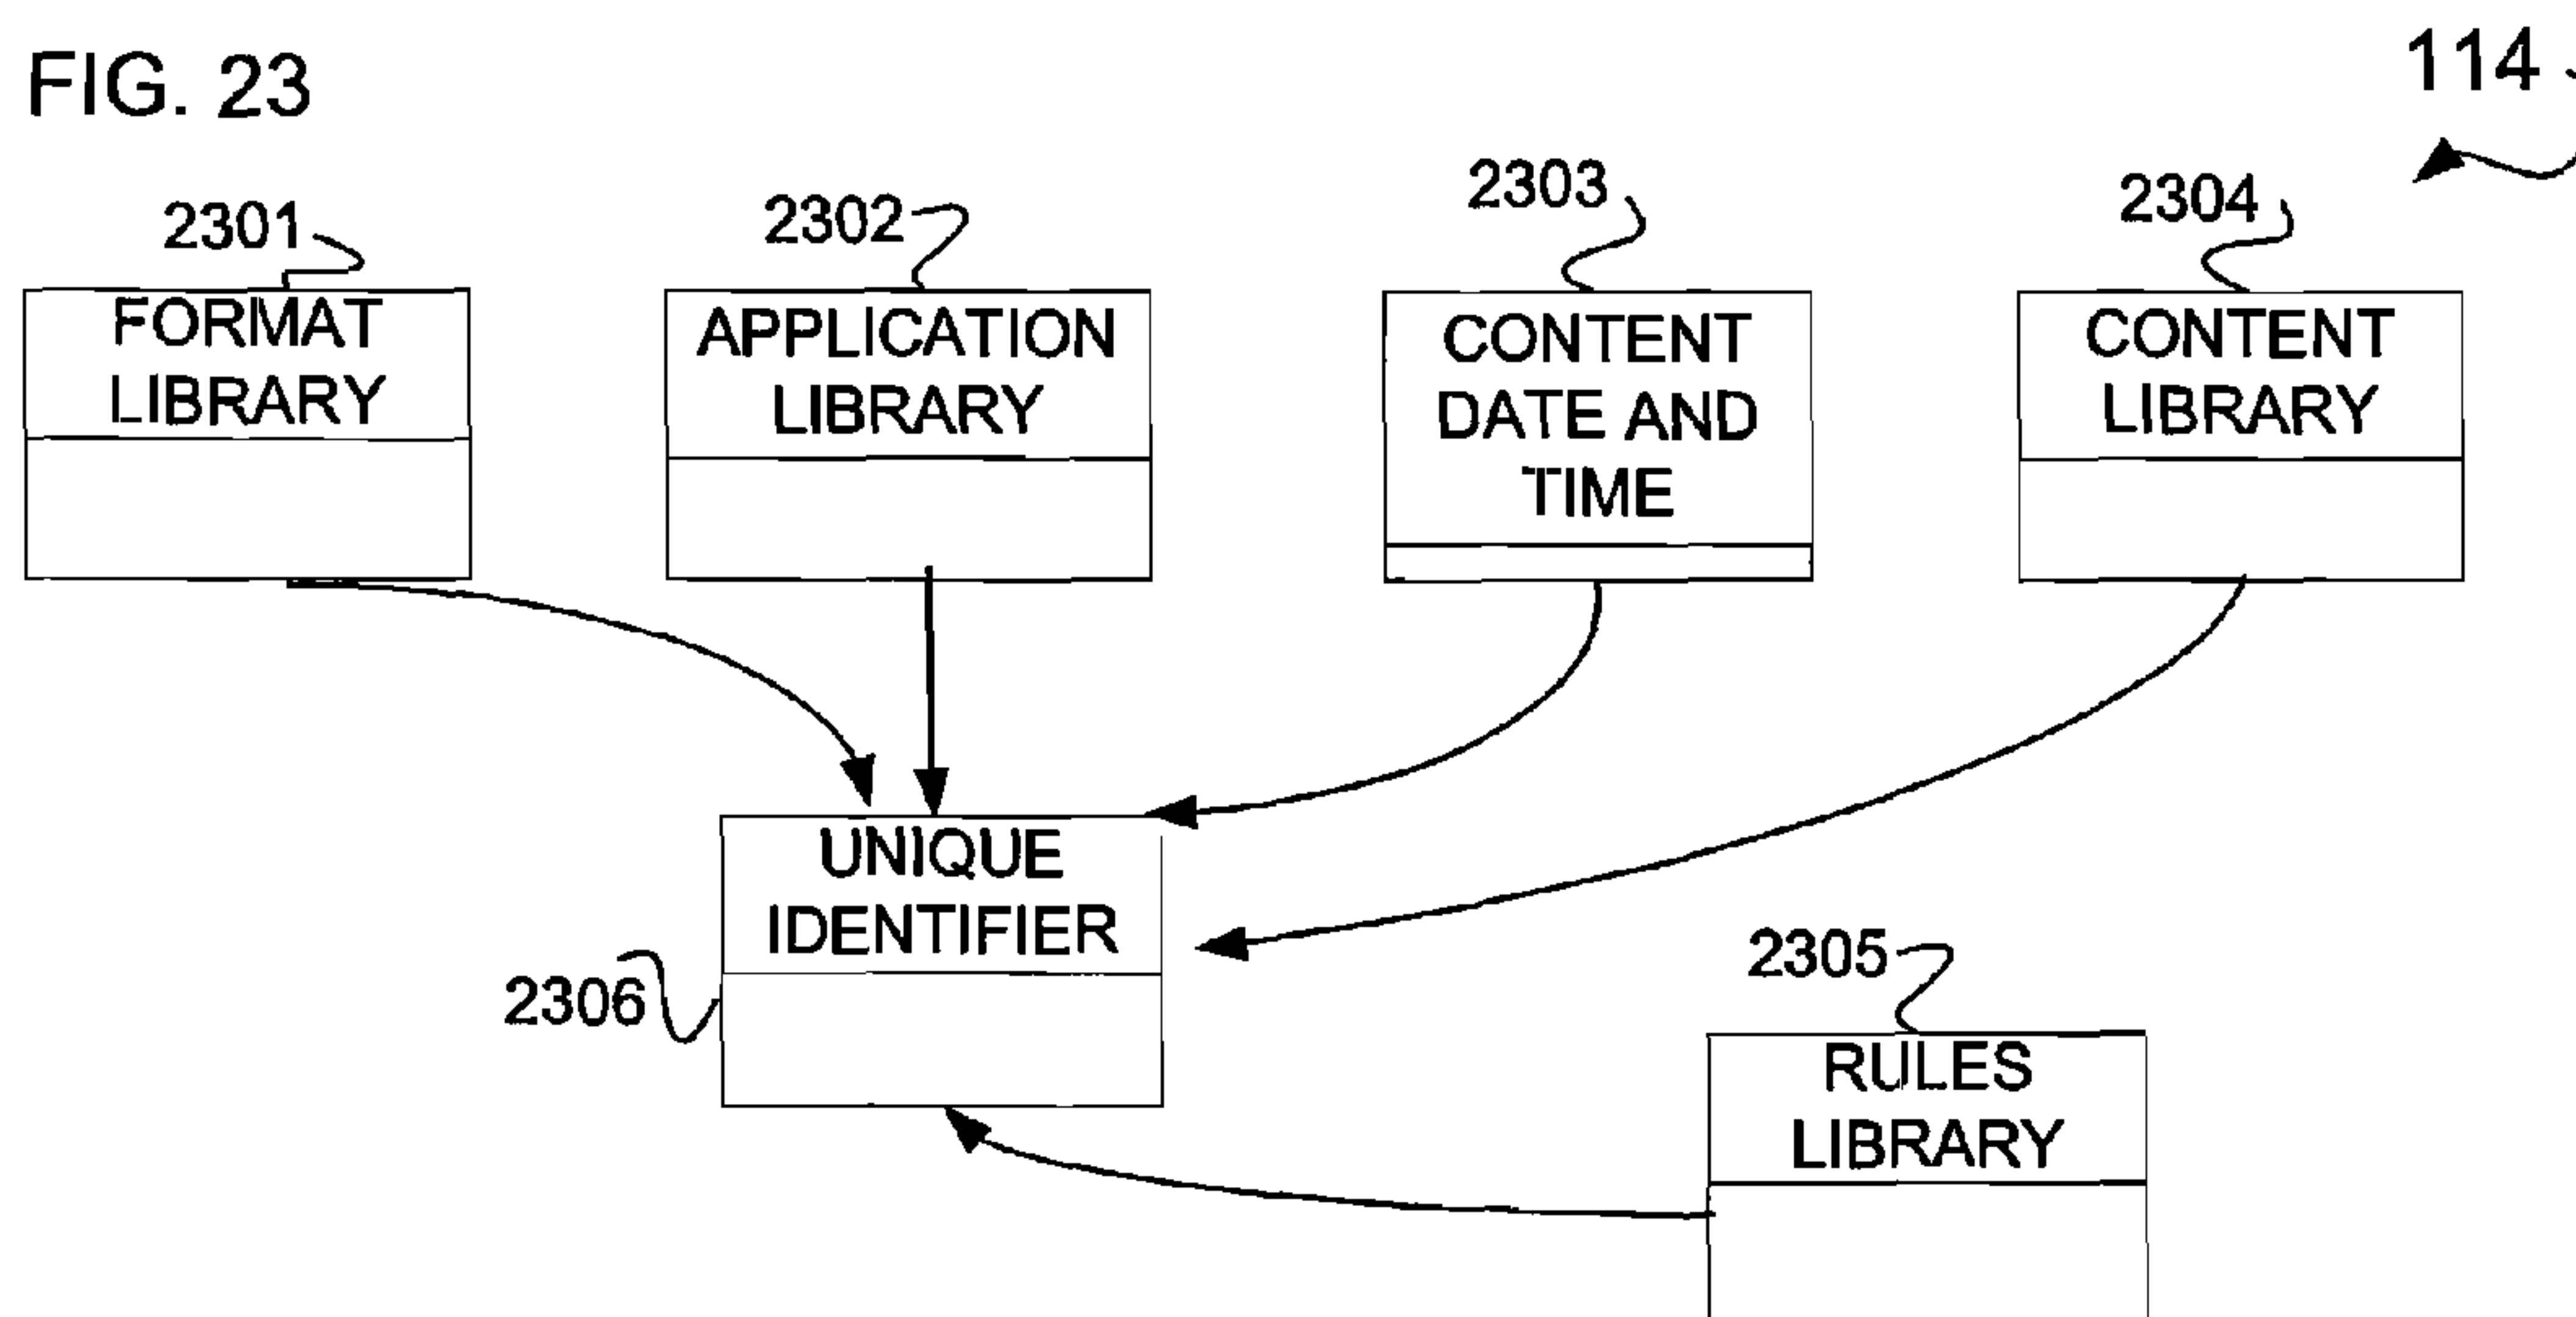 FIG. 23
114
2301
2302
2303
2304
FORMAT
LIBRARY
APPLICATION
LIBRARY
CONTENT
DATE AND
TIME
CONTENT
LIBRARY
UNIQUE
IDENTIFIER
2306
2305
RULES
LIBRARY